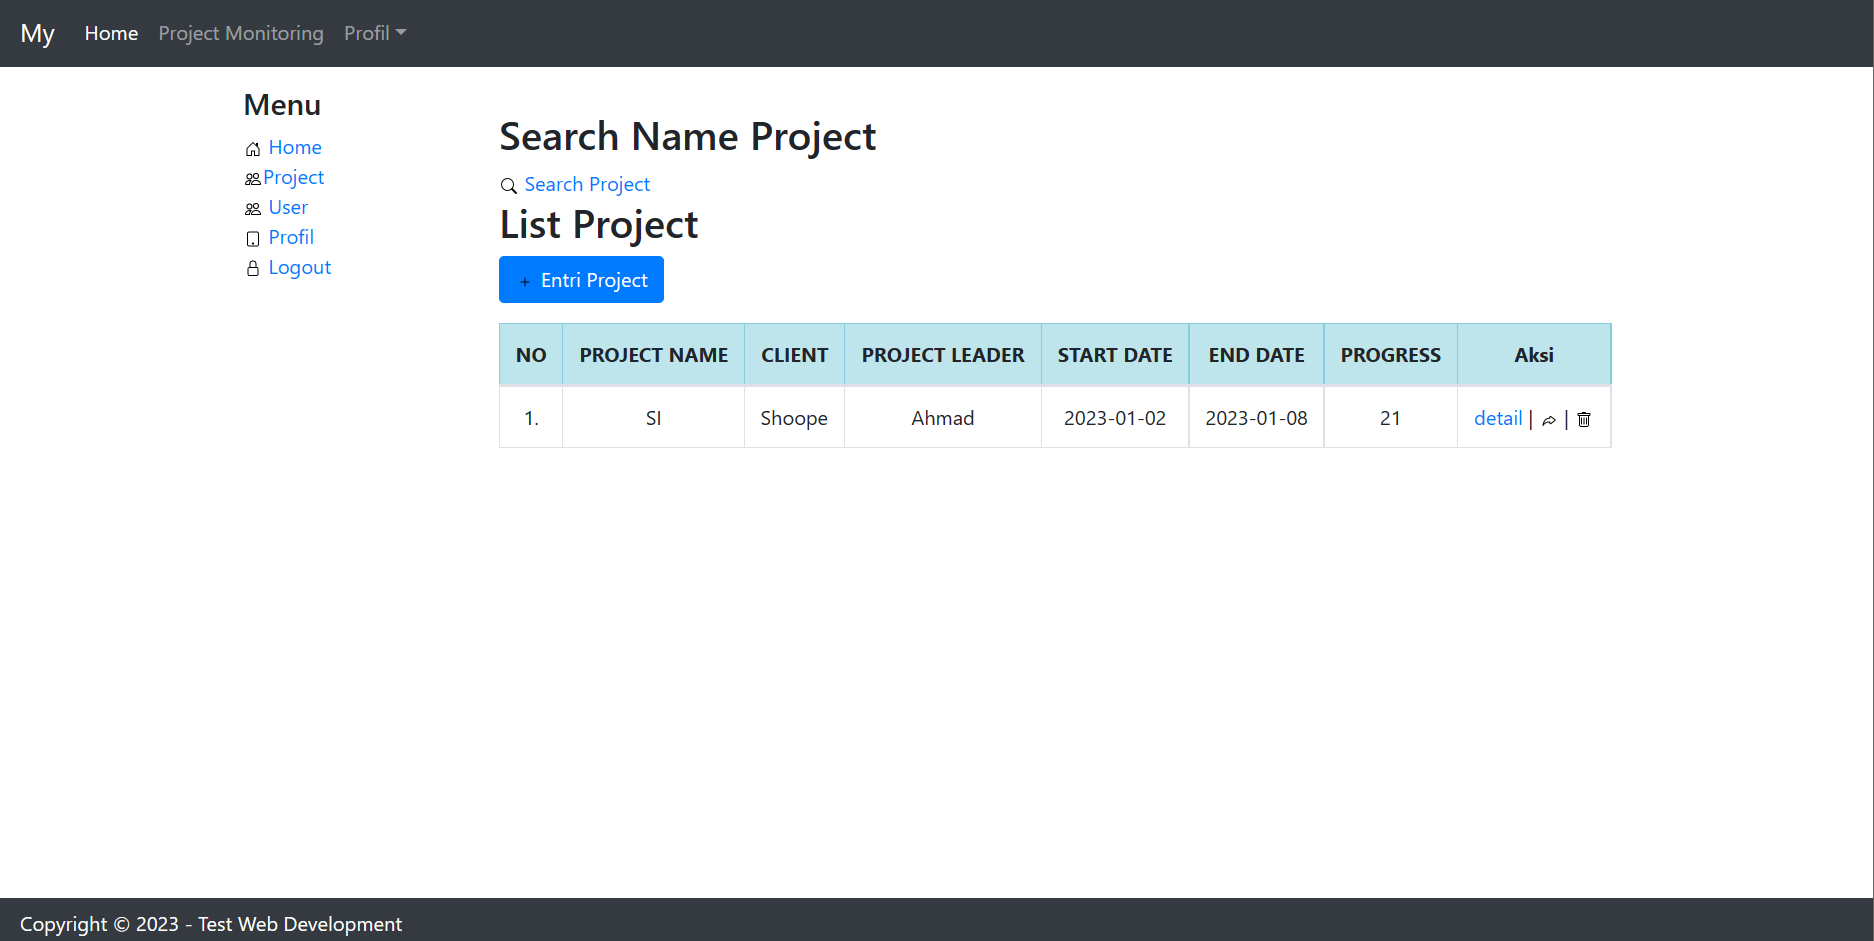 My Home Project Monitoring Profil
Menu
Home
Project
User
Profil
Logout
Search Name Project
Search Project
List Project
+ Entri Project
NO PROJECT NAME CLIENT PROJECT LEADER START DATE END DATE PROGRESS Aksi
1. SI Shoope Ahmad 2023-01-02 2023-01-08 21 detail | |
Copyright © 2023 - Test Web Development